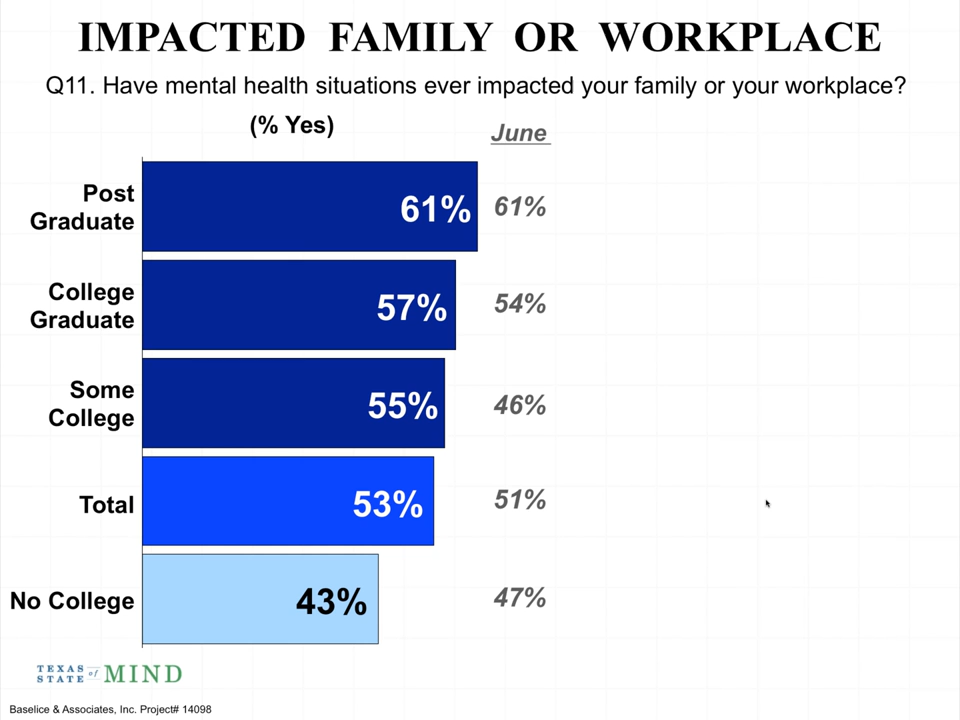 IMPACTED FAMILY OR WORKPLACE
Q11. Have mental health situations ever impacted your family or your workplace?
(% Yes)
June
Post
Graduate
61%
61%
College
Graduate
57%
54%
Some
College
55%
46%
Total
53%
51%
No College
43%
47%
TEXAS
STATE
of
MIND
Baselice & Associates, Inc. Project# 14098